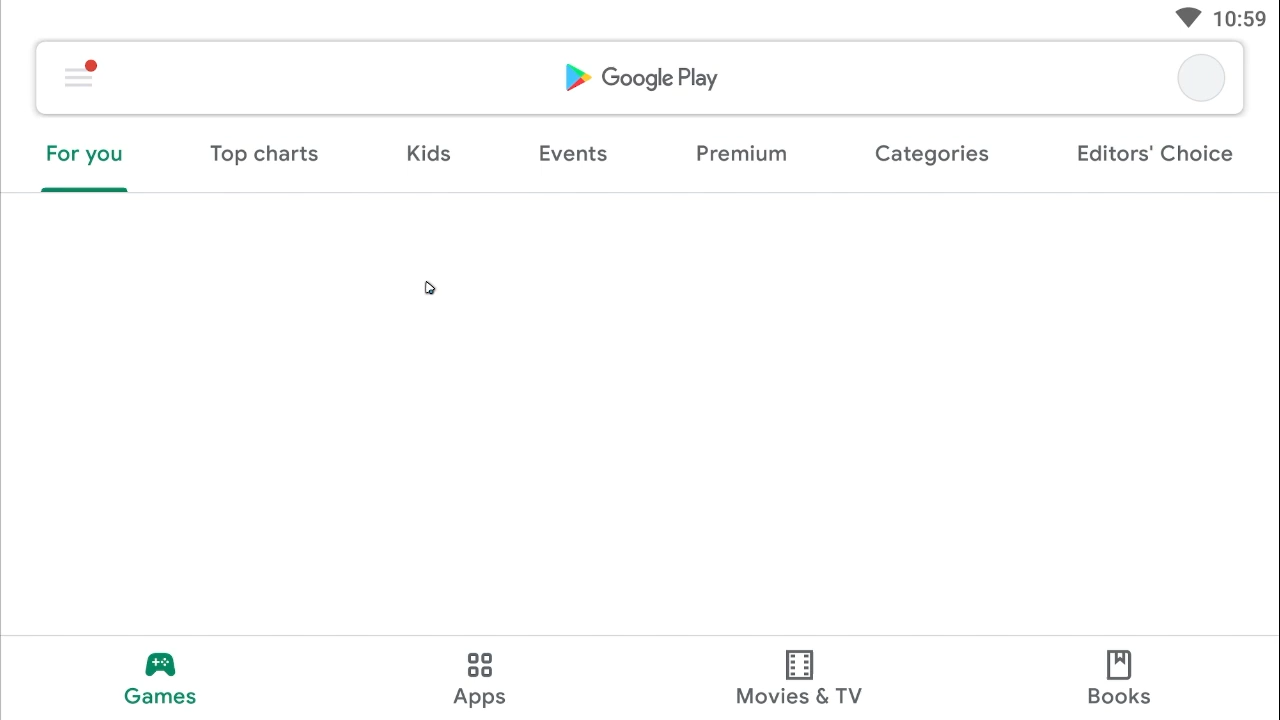 10:59
Google Play
For you Top charts Kids Events Premium Categories Editors' Choice
Games Apps Movies & TV Books